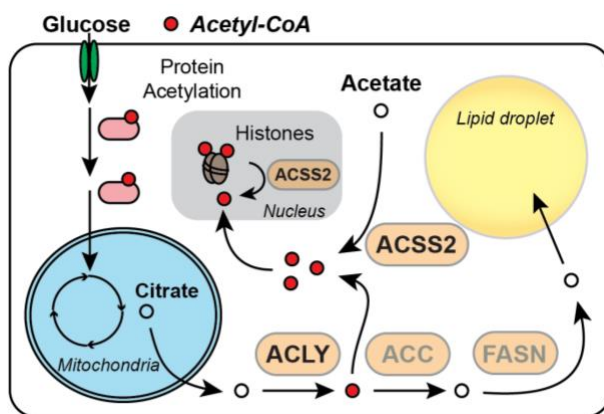 Glucose
Acetyl-CoA
Protein
Acetylation
Acetate
Lipid droplet
Histones
ACSS2
Nucleus
ACSS2
Citrate
Mitochondria
ACLY
ACC
FASN